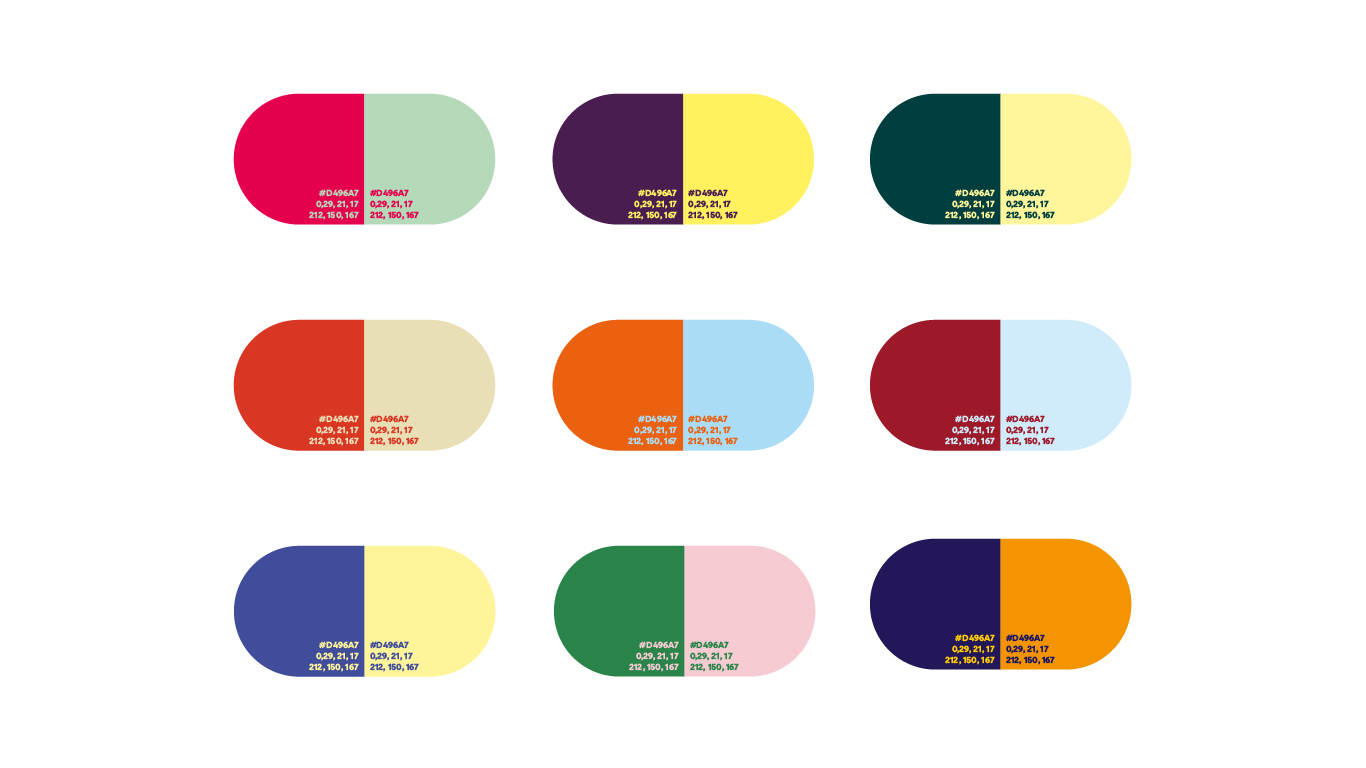 #D496A7
0,29, 21, 17
212, 150, 167
#D496A7
0,29, 21, 17
212, 150, 167
#D496A7
0,29, 21, 17
212, 150, 167
#D496A7
0,29, 21, 17
212, 150, 167
#D496A7
0,29, 21, 17
212, 150, 167
#D496A7
0,29, 21, 17
212, 150, 167
#D496A7
0,29, 21, 17
212, 150, 167
#D496A7
0,29, 21, 17
212, 150, 167
#D496A7
0,29, 21, 17
212, 150, 167
#D496A7
0,29, 21, 17
212, 150, 167
#D496A7
0,29, 21, 17
212, 150, 167
#D496A7
0,29, 21, 17
212, 150, 167
#D496A7
0,29, 21, 17
212, 150, 167
#D496A7
0,29, 21, 17
212, 150, 167
#D496A7
0,29, 21, 17
212, 150, 167
#D496A7
0,29, 21, 17
212, 150, 167
#D496A7
0,29, 21, 17
212, 150, 167
#D496A7
0,29, 21, 17
212, 150, 167